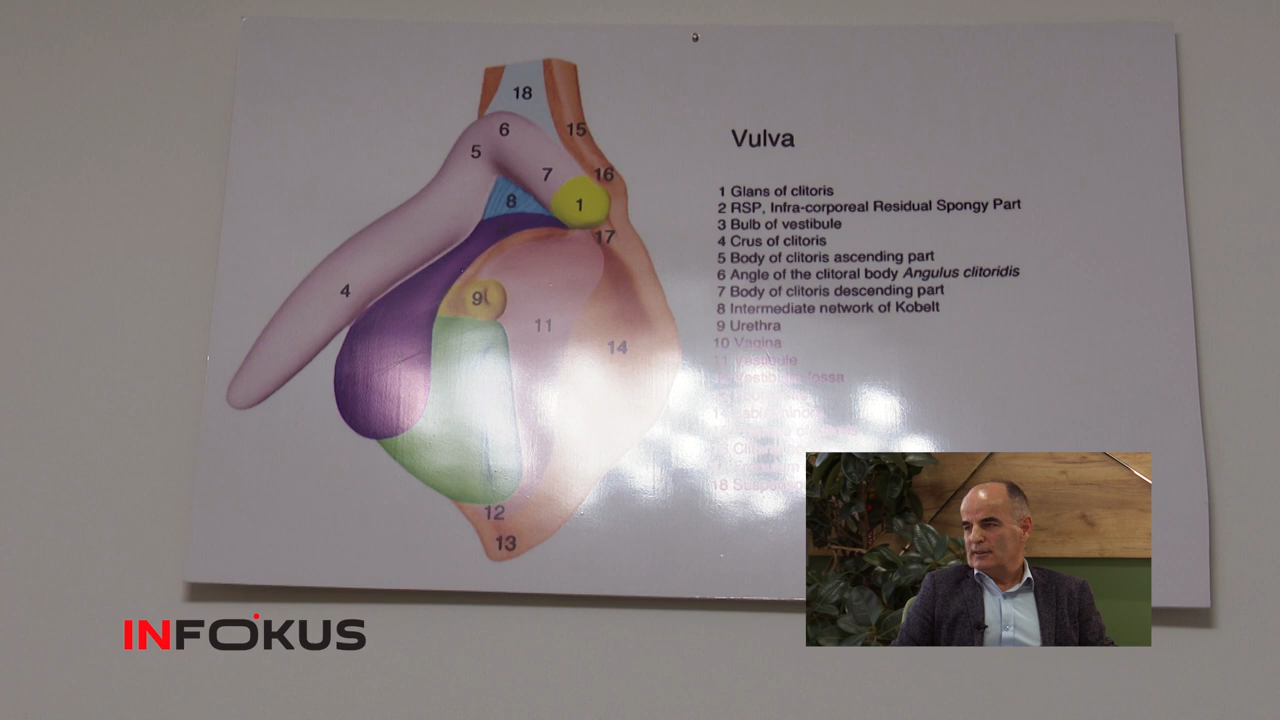 18
6
15
5
7
16
8
1
17
4
9
11
14
12
13
Vulva
1 Glans of clitoris
2 RSP, Infra-corporeal Residual Spongy Part
3 Bulb of vestibule
4 Crus of clitoris
5 Body of clitoris ascending part
6 Angle of the clitoral body Angulus clitoridis
7 Body of clitoris descending part
8 Intermediate network of Kobelt
9 Urethra
10 Vagina
11 Vestibule
18
INFOKUS